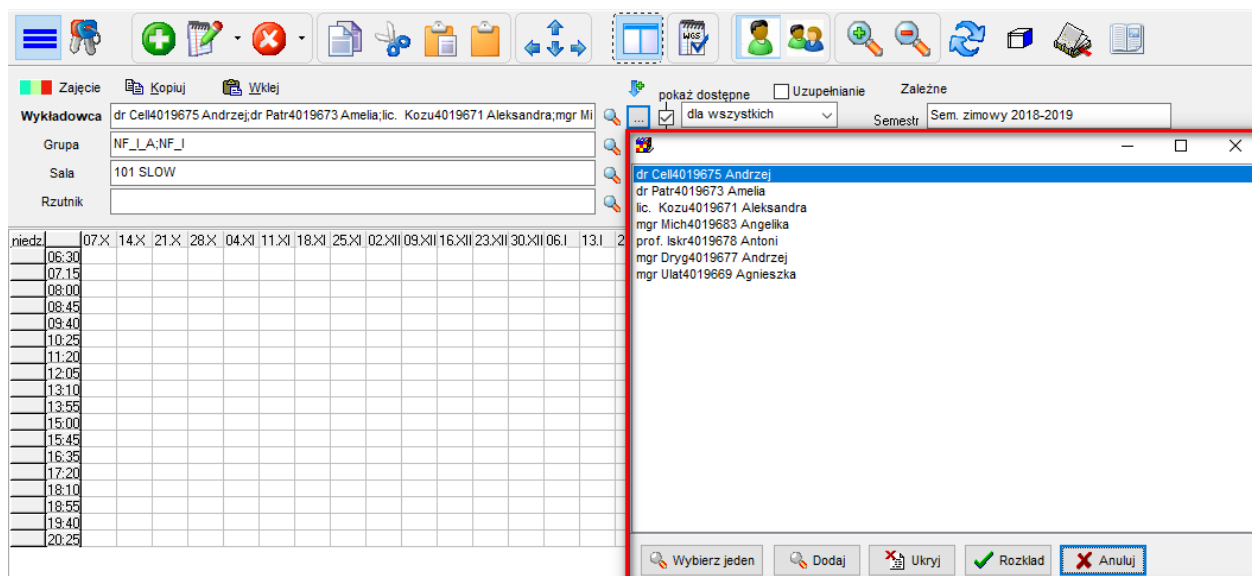 WGS
Zajęcie Kopiuj Wklej
pokaż dostępne Uzupełnianie Zależne
Wykładowca dr Cell4019675 Andrzej;dr Patr4019673 Amelia;lic. Kozu4019671 Aleksandra;mgr Mi ... dla wszystkich Semestr Sem. zimowy 2018-2019
Grupa NF_I_A;NF_I
Sala 101 SLOW
Rzutnik
dr Cell4019675 Andrzej
dr Patr4019673 Amelia
lic. Kozu4019671 Aleksandra
mgr Mich4019683 Angelika
prof. Iskr4019678 Antoni
mgr Dryg4019677 Andrzej
mgr Ulat4019669 Agnieszka
niedz. 07.X 14.X 21.X 28.X 04.XI 11.XI 18.XI 25.XI 02.XII 09.XII 16.XII 23.XII 30.XII 06.I 13.I 2
06:30
07.15
08:00
08:45
09:40
10:25
11:20
12:05
13:10
13:55
15:00
15:45
16:35
17:20
18:10
18:55
19:40
20:25
Wybierz jeden Dodaj Ukryj Rozklad Anuluj